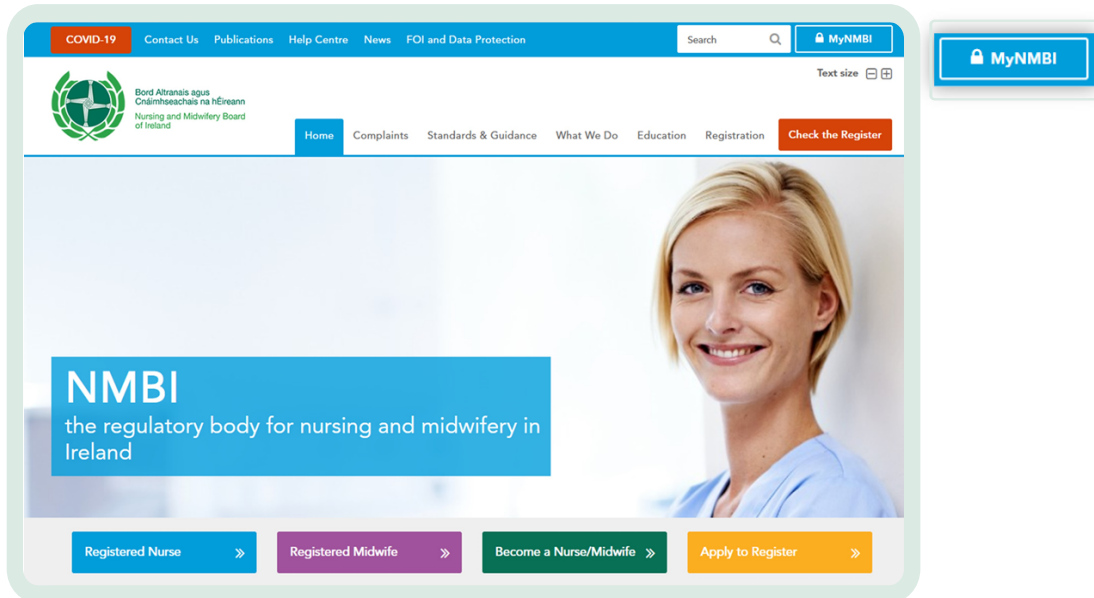 COVID-19 Contact Us Publications Help Centre News FOI and Data Protection Search MyNMBI
MyNMBI
Text size
Bord Altranais agus
Cnáimhseachais na hÉireann
Nursing and Midwifery Board
of Ireland
Home Complaints Standards & Guidance What We Do Education Registration Check the Register
NMBI
the regulatory body for nursing and midwifery in
Ireland
Registered Nurse Registered Midwife Become a Nurse/Midwife Apply to Register